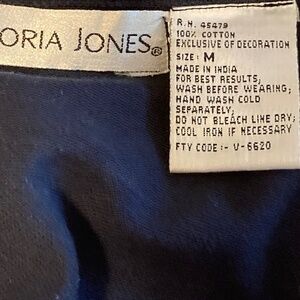 ORIA JONES®
R.N. 45479
100% COTTON
EXCLUSIVE OF DECORATION
SIZE: M
MADE IN INDIA
FOR BEST RESULTS,
WASH BEFORE WEARING;
HAND WASH COLD
SEPARATELY;
DO NOT BLEACH LINE DRY;
COOL IRON IF NECESSARY
FTY CODE :- V-6620